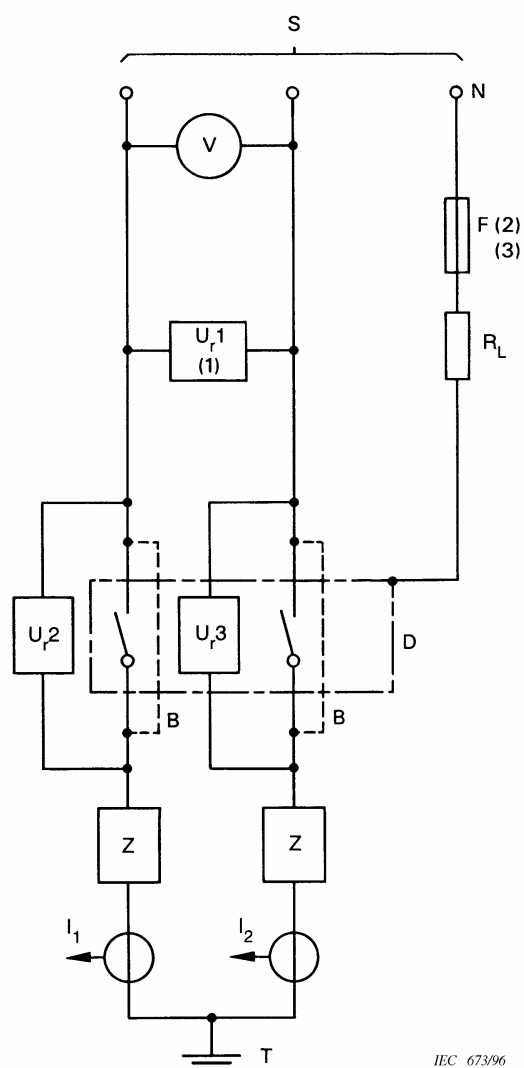 S
N
V
F (2)
(3)
U_r1
(1)
R_L
U_r2
U_r3
D
B
B
Z
Z
I_1
I_2
T
IEC 673/96